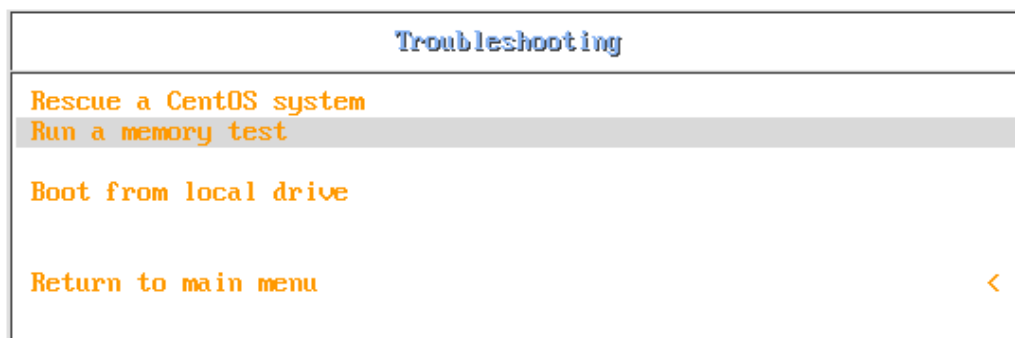 Troubleshooting
Rescue a CentOS system
Run a memory test
Boot from local drive
Return to main menu <